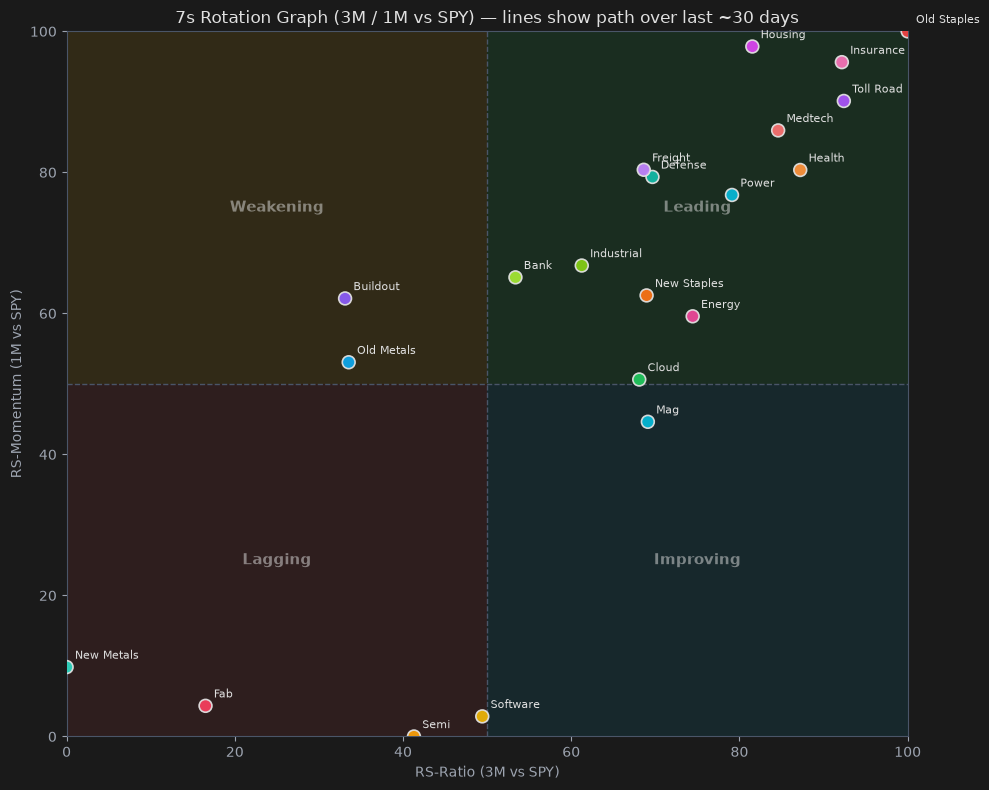 7s Rotation Graph (3M / 1M vs SPY) — lines show path over last ~30 days
Old Staples
100
Housing
Insurance
Toll Road
Medtech
Freight
Defense
Health
80
Power
Weakening
Leading
Bank
Industrial
Buildout
New Staples
Energy
60
Old Metals
Cloud
Mag
RS-Momentum (1M vs SPY)
40
Lagging
Improving
20
New Metals
Fab
Software
Semi
0
0
20
40
60
80
100
RS-Ratio (3M vs SPY)